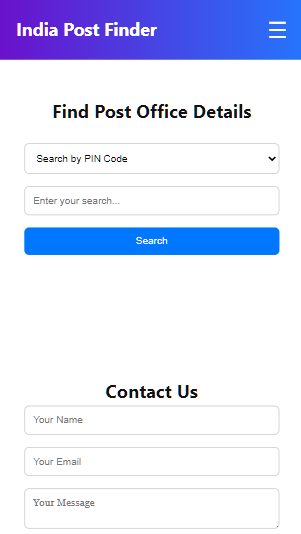 India Post Finder
Find Post Office Details
Search by PIN Code
Enter your search...
Search
Contact Us
Your Name
Your Email
Your Message